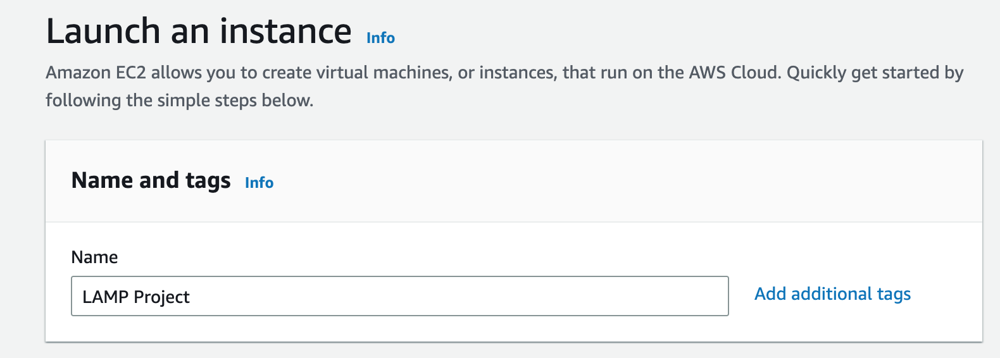 Launch an instance Info
Amazon EC2 allows you to create virtual machines, or instances, that run on the AWS Cloud. Quickly get started by
following the simple steps below.
Name and tags Info
Name
LAMP Project
Add additional tags